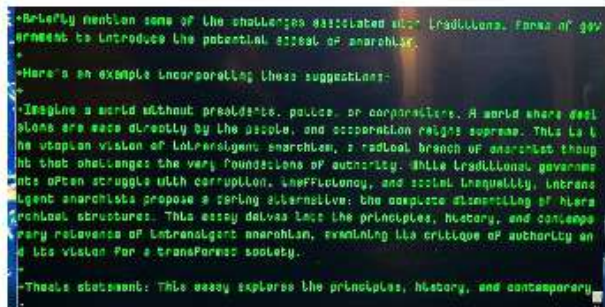 +Briefly mention some of the challenges associated with traditional forms of gov
ernment to introduce the potential appeal of anarchism.
+
+Here's an example incorporating these suggestions:
+
+Imagine a world without presidents, police, or corporations. A world where deci
sions are made directly by the people, and cooperation reigns supreme. This is t
he utopian vision of intransigent anarchism, a radical branch of anarchist thoug
ht that challenges the very foundations of authority. While traditional governme
nts often struggle with corruption, inefficiency, and social inequality, intrans
igent anarchists propose a daring alternative: the complete dismantling of hiera
rchical structures. This essay delves into the principles, history, and contempo
rary relevance of intransigent anarchism, examining its critique of authority an
d its vision for a transformed society.
+
+Thesis statement: This essay explores the principles, history, and contemporary